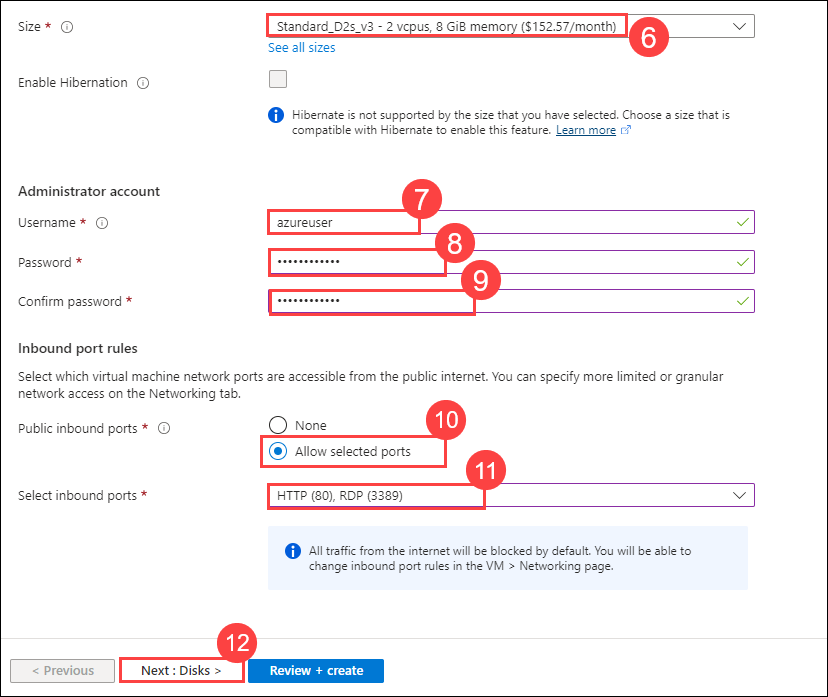 Size *
Standard_D2s_v3 - 2 vcpus, 8 GiB memory ($152.57/month)
6
See all sizes
Enable Hibernation
Hibernate is not supported by the size that you have selected. Choose a size that is
compatible with Hibernate to enable this feature. Learn more
Administrator account
7
Username *
azureuser
8
Password *
••••••••••••
9
Confirm password *
••••••••••••
Inbound port rules
Select which virtual machine network ports are accessible from the public internet. You can specify more limited or granular
network access on the Networking tab.
Public inbound ports *
None
10
Allow selected ports
11
Select inbound ports *
HTTP (80), RDP (3389)
All traffic from the internet will be blocked by default. You will be able to
change inbound port rules in the VM > Networking page.
12
< Previous
Next : Disks >
Review + create